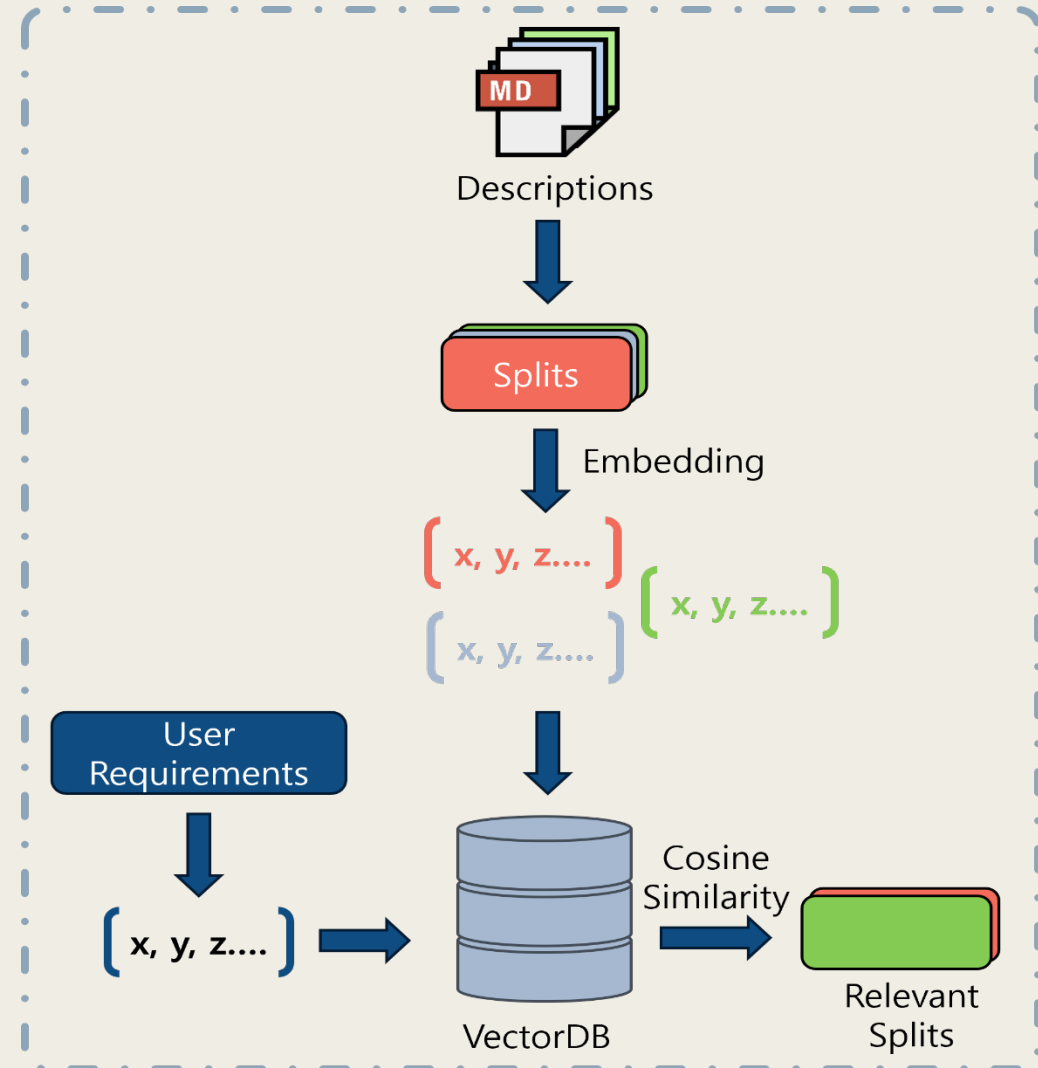 MD
Descriptions
Splits
Embedding
x, y, z....
x, y, z....
x, y, z....
User
Requirements
x, y, z....
VectorDB
Cosine
Similarity
Relevant
Splits